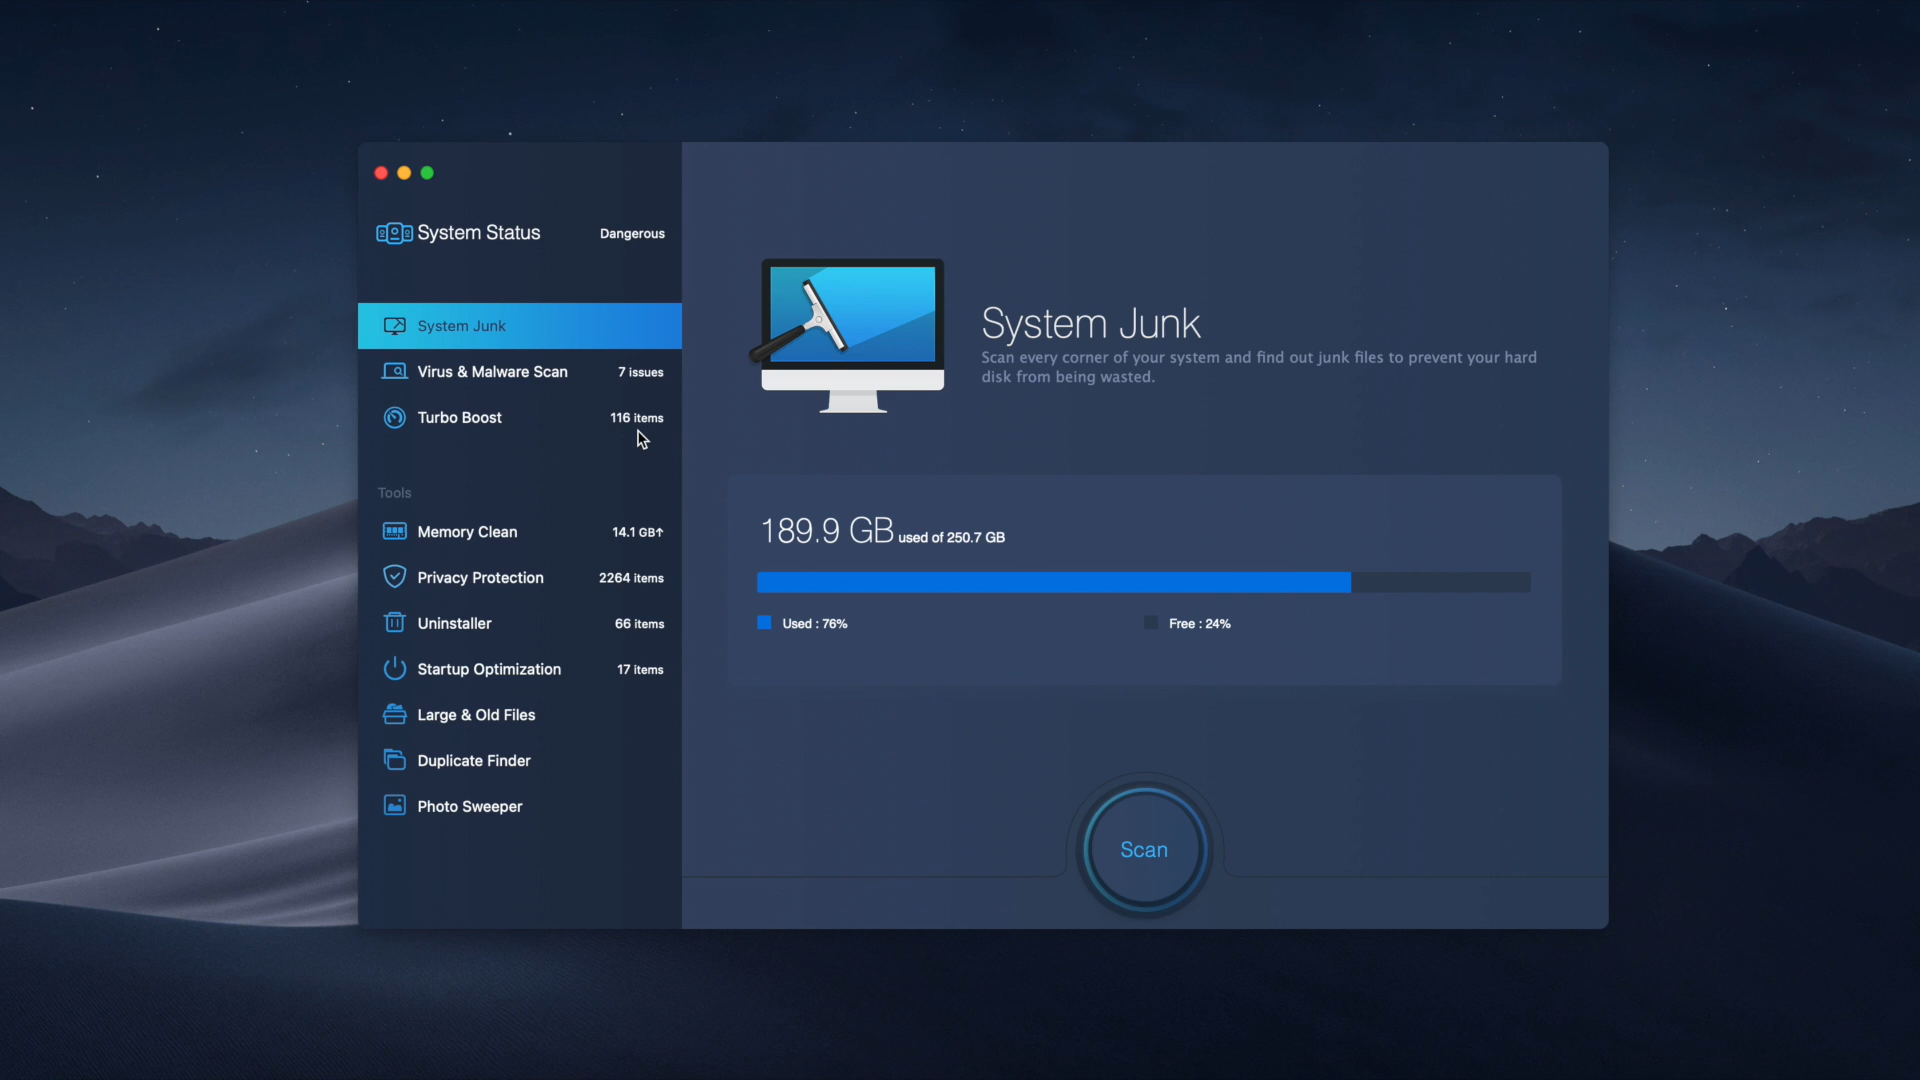 System Status Dangerous
System Junk
Virus & Malware Scan 7 issues
Turbo Boost 116 items
Tools
Memory Clean 14.1 GB↑
Privacy Protection 2264 items
Uninstaller 66 items
Startup Optimization 17 items
Large & Old Files
Duplicate Finder
Photo Sweeper
System Junk
Scan every corner of your system and find out junk files to prevent your hard
disk from being wasted.
189.9 GB used of 250.7 GB
Used : 76% Free : 24%
Scan